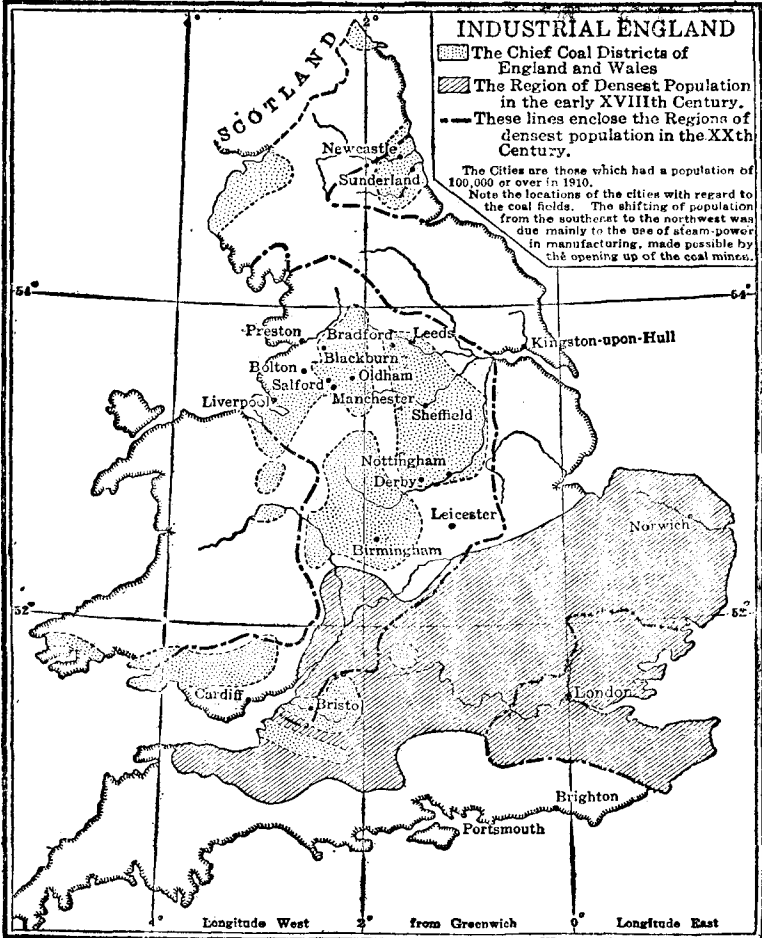 4°
2°
INDUSTRIAL ENGLAND
The Chief Coal Districts of
England and Wales
The Region of Densest Population
in the early XVIIIth Century.
These lines enclose the Regions of
densest population in the XXth
Century.
The Cities are those which had a population of
100,000 or over in 1910.
Note the locations of the cities with regard to
the coal fields. The shifting of population
from the southeast to the northwest was
due mainly to the use of steam-power
in manufacturing, made possible by
the opening up of the coal mines.
SCOTLAND
Newcastle
Sunderland
54°
54°
Preston
Bradford
Leeds
Kingston-upon-Hull
Blackburn
Bolton
Oldham
Salford
Liverpool
Manchester
Sheffield
Nottingham
Derby
Leicester
Norwich
Birmingham
52°
52°
Cardiff
Bristo
London
Brighton
Portsmouth
4°
Longitude West
2°
from Greenwich
0°
Longitude East